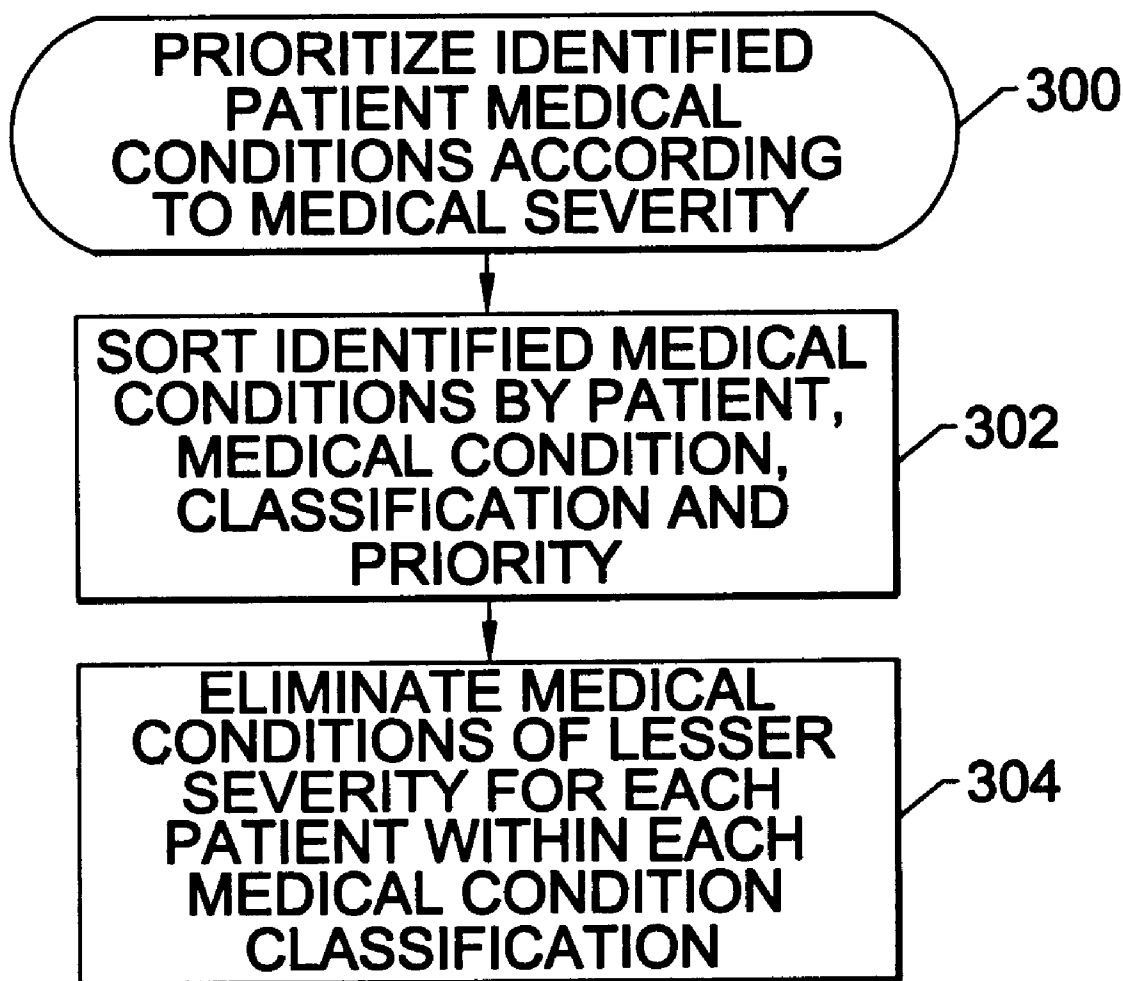 PRIORITIZE IDENTIFIED
PATIENT MEDICAL
CONDITIONS ACCORDING
TO MEDICAL SEVERITY
300
SORT IDENTIFIED MEDICAL
CONDITIONS BY PATIENT,
MEDICAL CONDITION,
CLASSIFICATION AND
PRIORITY
302
ELIMINATE MEDICAL
CONDITIONS OF LESSER
SEVERITY FOR EACH
PATIENT WITHIN EACH
MEDICAL CONDITION
CLASSIFICATION
304